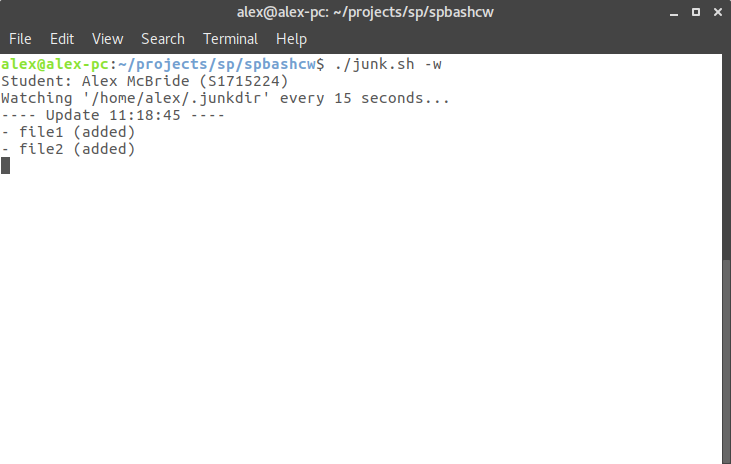 alex@alex-pc: ~/projects/sp/spbashcw
File Edit View Search Terminal Help
alex@alex-pc:~/projects/sp/spbashcw$ ./junk.sh -w
Student: Alex McBride (S1715224)
Watching '/home/alex/.junkdir' every 15 seconds...
---- Update 11:18:45 ----
- file1 (added)
- file2 (added)